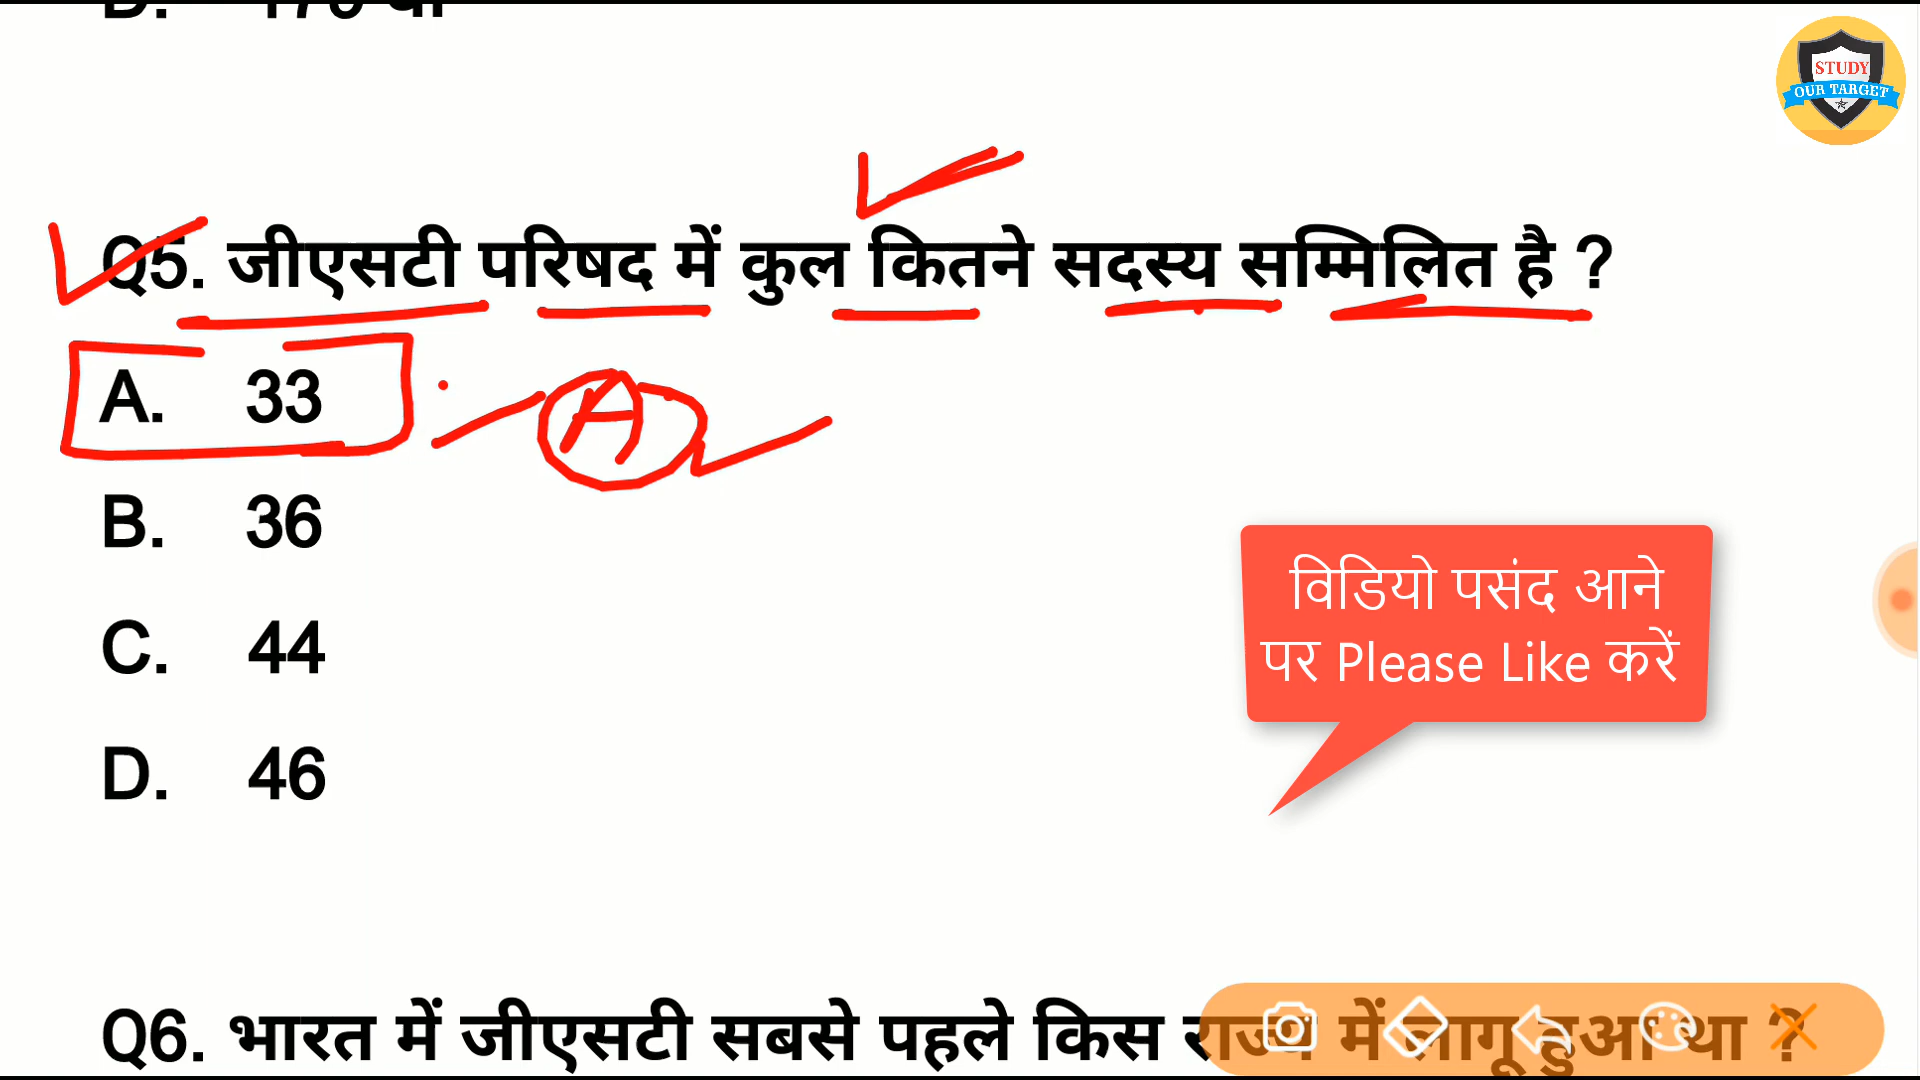 STUDY
OUR TARGET
Q5. जीएसटी परिषद में कुल कितने सदस्य सम्मिलित है ?
A. 33
A
B. 36
C. 44
D. 46
विडियो पसंद आने
पर Please Like करें
Q6. भारत में जीएसटी सबसे पहले किस राज्य में लागू हुआ था ?